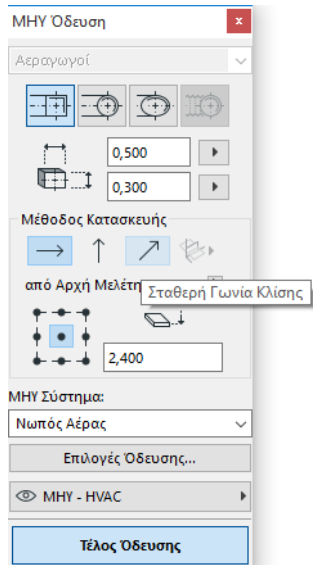 ΜΗΥ Όδευση
x
Αεραγωγοί
0,500
0,300
Μέθοδος Κατασκευής
από Αρχή Μελέτη
Σταθερή Γωνία Κλίσης
2,400
ΜΗΥ Σύστημα:
Νωπός Αέρας
Επιλογές Όδευσης...
ΜΗΥ - HVAC
Τέλος Όδευσης